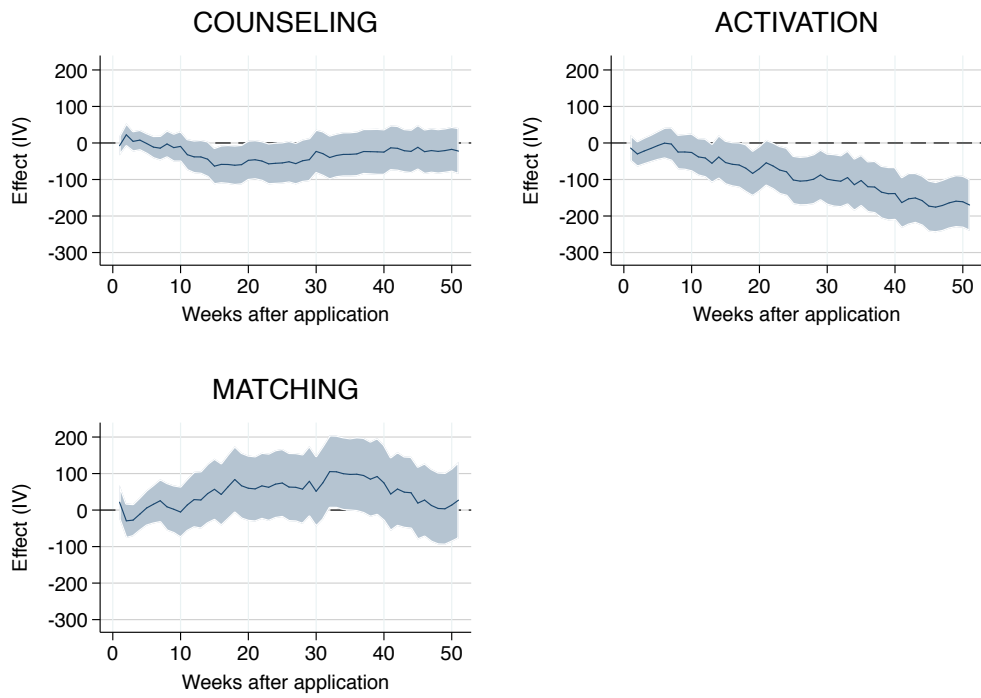 COUNSELING
200
100
0
-100
-200
-300
Effect (IV)
0 10 20 30 40 50
Weeks after application
ACTIVATION
200
100
0
-100
-200
-300
Effect (IV)
0 10 20 30 40 50
Weeks after application
MATCHING
200
100
0
-100
-200
-300
Effect (IV)
0 10 20 30 40 50
Weeks after application